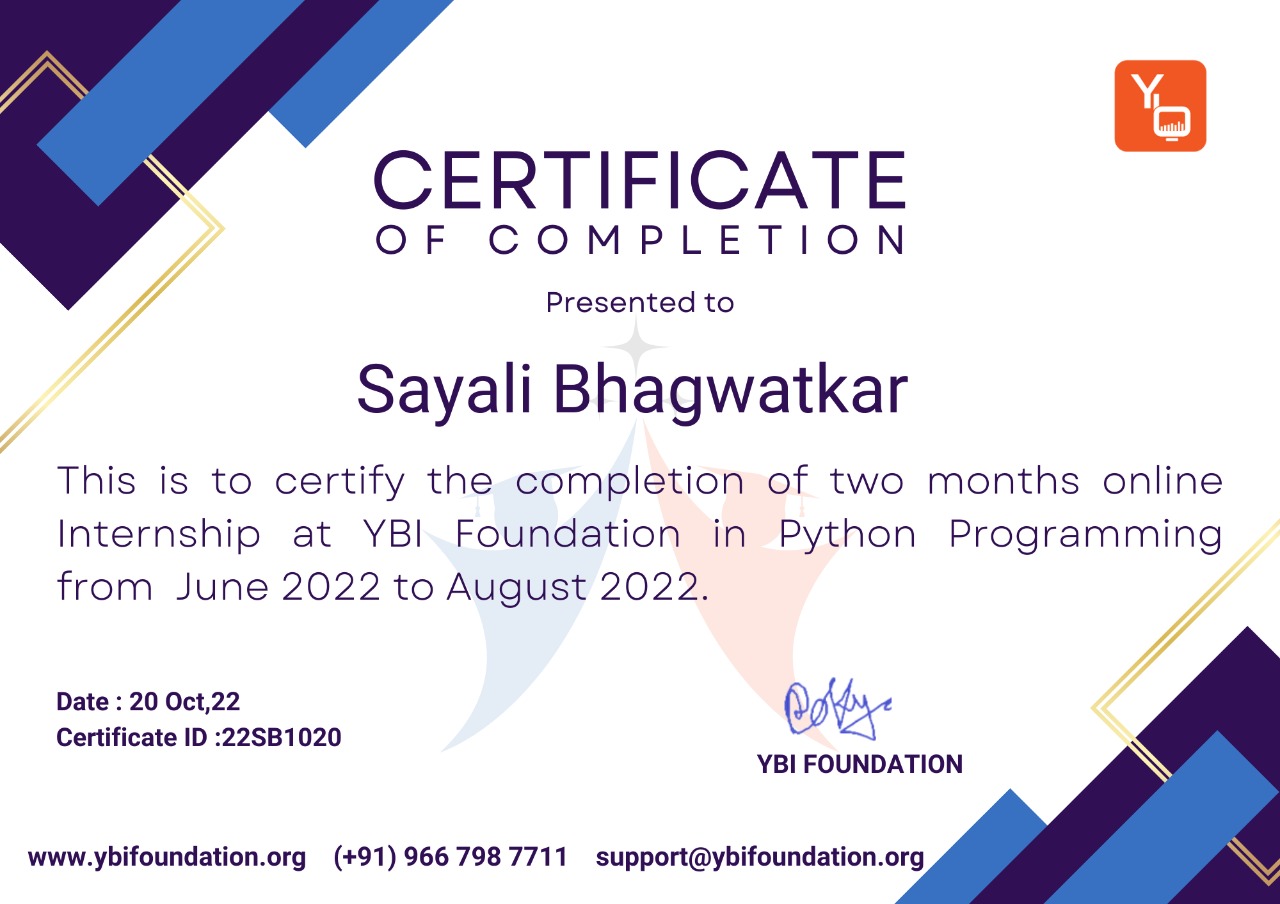 CERTIFICATE
OF COMPLETION
Presented to
Sayali Bhagwatkar
This is to certify the completion of two months online
Internship at YBI Foundation in Python Programming
from June 2022 to August 2022.
Date : 20 Oct,22
Certificate ID :22SB1020
YBI FOUNDATION
www.ybifoundation.org (+91) 966 798 7711 support@ybifoundation.org